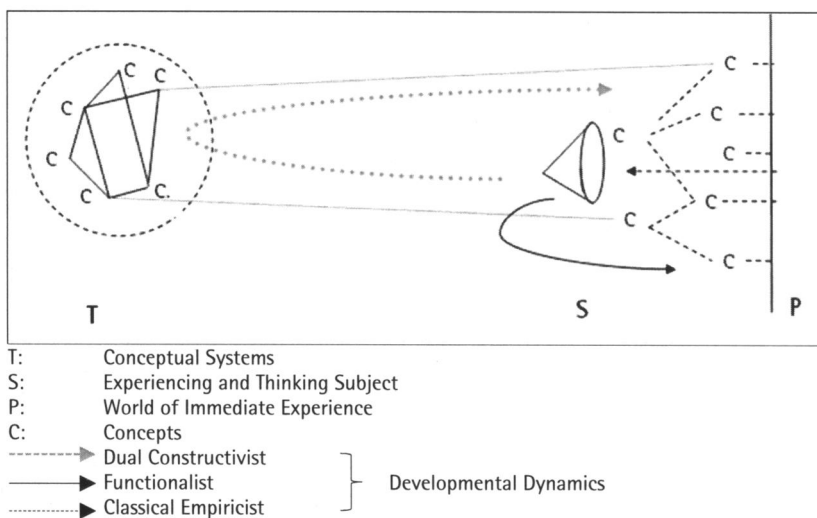 C C C
C C
C C
C C
C C C. C
C
C
T S P
T: Conceptual Systems
S: Experiencing and Thinking Subject
P: World of Immediate Experience
C: Concepts
Dual Constructivist
Functionalist Developmental Dynamics
Classical Empiricist